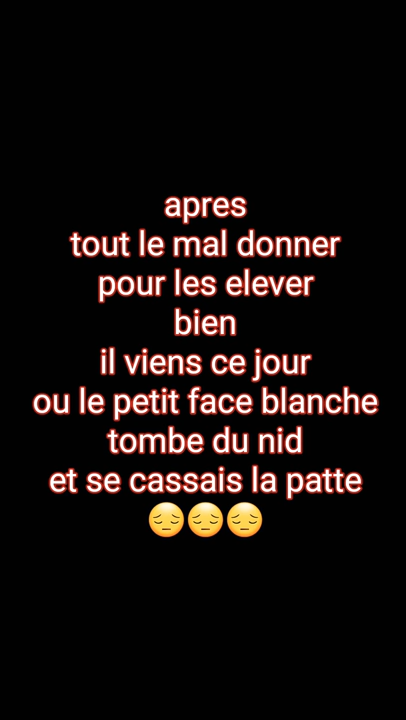 apres
tout le mal donner
pour les elever
bien
il viens ce jour
ou le petit face blanche
tombe du nid
et se cassais la patte
😔😔😔